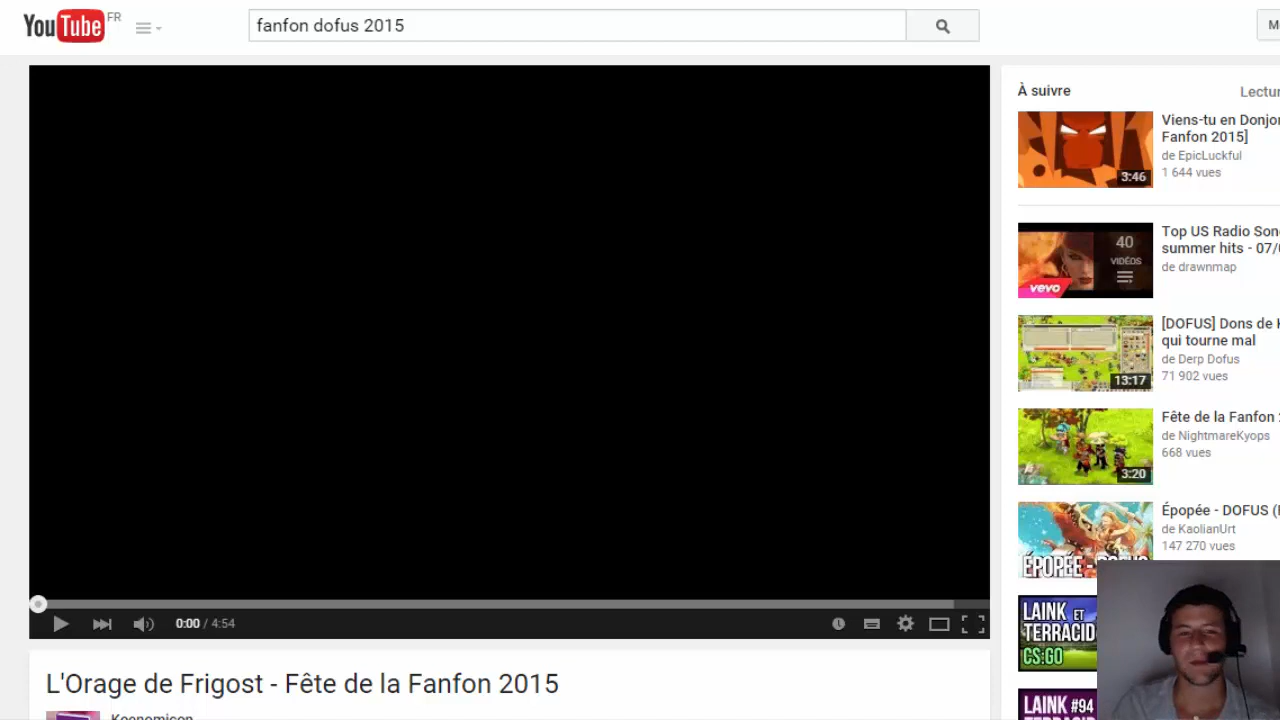 YouTube FR
fanfon dofus 2015
À suivre
Lectur
Viens-tu en Donjon
Fanfon 2015]
de EpicLuckful
1 644 vues
3:46
Top US Radio Son
summer hits - 07/
de drawnmap
40
VIDÉOS
vevo
[DOFUS] Dons de
qui tourne mal
de Derp Dofus
71 902 vues
13:17
Fête de la Fanfon
de NightmareKyops
668 vues
3:20
Épopée - DOFUS (
de KaolianUrt
147 270 vues
ÉPOPÉE - DOFUS
LAINK ET
TERRACID
CS:GO
LAINK #94
0:00 / 4:54
L'Orage de Frigost - Fête de la Fanfon 2015